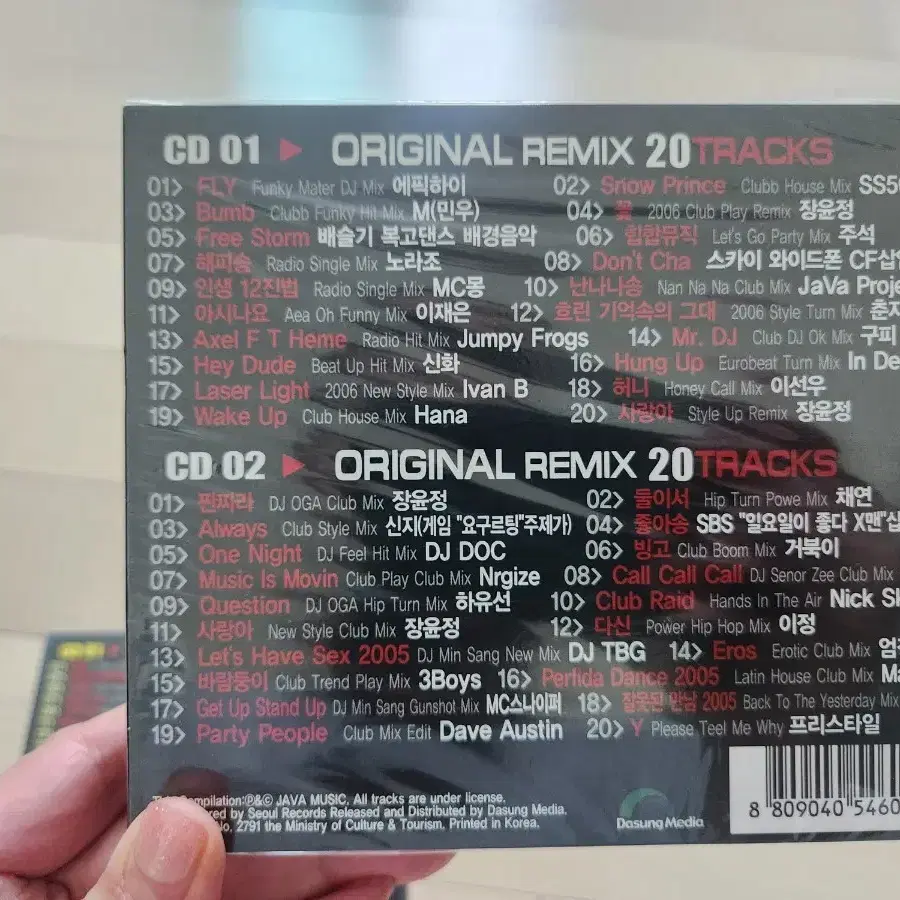 CD 01 ▶ ORIGINAL REMIX 20 TRACKS
01> FLY Funky Mater DJ Mix 에픽하이 02> Snow Prince Clubb House Mix SS50
03> Bumb Clubb Funky Hit Mix M(민우) 04> 꽃 2006 Club Play Remix 장윤정
05> Free Storm 배슬기 복고댄스 배경음악 06> 힙합뮤직 Let's Go Party Mix 주석
07> 해피송 Radio Single Mix 노라조 08> Don't Cha 스카이 와이드폰 CF삽입
09> 인생 12진법 Radio Single Mix MC몽 10> 난나나송 Nan Na Na Club Mix JaVa Proje
11> 아시나요 Aea Oh Funny Mix 이재은 12> 흐린 기억속의 그대 2006 Style Turn Mix 춘자
13> Axel F T Heme Radio Hit Mix Jumpy Frogs 14> Mr. DJ Club DJ Ok Mix 구피
15> Hey Dude Beat Up Hit Mix 신화 16> Hung Up Eurobeat Turn Mix In De
17> Laser Light 2006 New Style Mix Ivan B 18> 허니 Honey Call Mix 이선우
19> Wake Up Club House Mix Hana 20> 사랑아 Style Up Remix 장윤정
CD 02 ▶ ORIGINAL REMIX 20 TRACKS
01> 짠짜라 DJ OGA Club Mix 장윤정 02> 둘이서 Hip Turn Powe Mix 채연
03> Always Club Style Mix 신지(게임 "요구르팅"주제가) 04> 좋아송 SBS "일요일이 좋다 X맨"삽
05> One Night DJ Feel Hit Mix DJ DOC 06> 빙고 Club Boom Mix 거북이
07> Music Is Movin Club Play Club Mix Nrgize 08> Call Call Call DJ Senor Zee Club Mix
09> Question DJ OGA Hip Turn Mix 하유선 10> Club Raid Hands In The Air Nick Sk
11> 사랑아 New Style Club Mix 장윤정 12> 다신 Power Hip Hop Mix 이정
13> Let's Have Sex 2005 DJ Min Sang New Mix DJ TBG 14> Eros Erotic Club Mix 엄
15> 바람둥이 Club Trend Play Mix 3Boys 16> Perfida Dance 2005 Latin House Club Mix Ma
17> Get Up Stand Up DJ Min Sang Gunshot Mix MC스나이퍼 18> 잘못된 만남 2005 Back To The Yesterday Mix
19> Party People Club Mix Edit Dave Austin 20> Y Please Teel Me Why 프리스타일
Compilation:℗&© JAVA MUSIC. All tracks are under license.
by Seoul Records Released and Distributed by Dasung Media.
No. 2791 the Ministry of Culture & Tourism. Printed in Korea.
Dasung Media
8 809040 5460